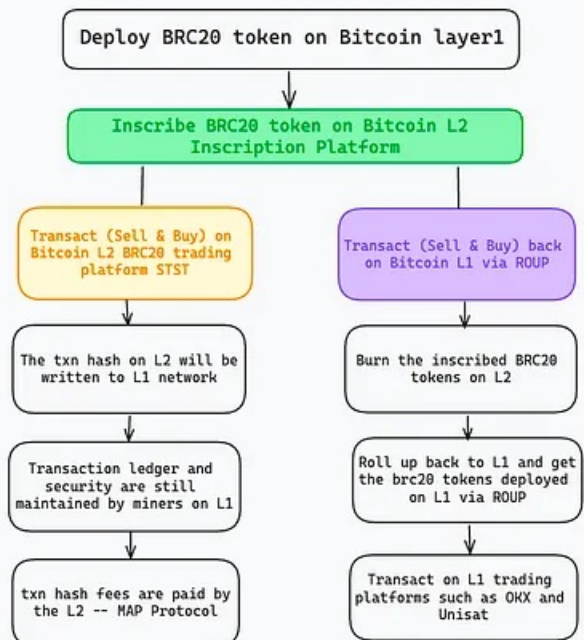 Deploy BRC20 token on Bitcoin layer1
Inscribe BRC20 token on Bitcoin L2
Inscription Platform
Transact (Sell & Buy) on
Bitcoin L2 BRC20 trading
platform STST
The txn hash on L2 will be
written to L1 network
Transaction ledger and
security are still
maintained by miners on L1
txn hash fees are paid by
the L2 -- MAP Protocol
Transact (Sell & Buy) back
on Bitcoin L1 via ROUP
Burn the inscribed BRC20
tokens on L2
Roll up back to L1 and get
the brc20 tokens deployed
on L1 via ROUP
Transact on L1 trading
platforms such as OKX and
Unisat